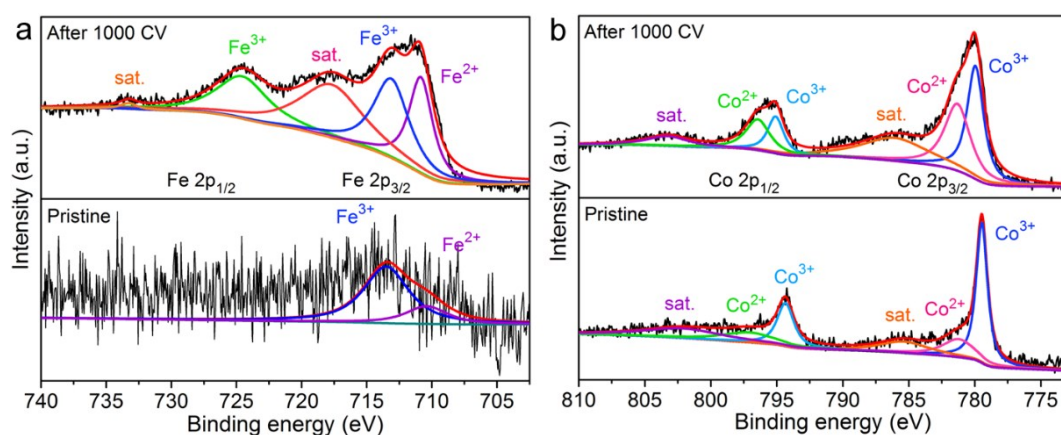 a
After 1000 CV
Fe³⁺
sat.
Fe³⁺
Fe²⁺
sat.
Fe 2p₁/₂
Fe 2p₃/₂
Pristine
Fe³⁺
Fe²⁺
Intensity (a.u.)
740 735 730 725 720 715 710 705
Binding energy (eV)
b
After 1000 CV
Co³⁺
Co²⁺
Co²⁺
Co³⁺
sat.
sat.
Co 2p₁/₂
Co 2p₃/₂
Pristine
Co³⁺
Co³⁺
sat.
Co²⁺
sat.
Co²⁺
Intensity (a.u.)
810 805 800 795 790 785 780 775
Binding energy (eV)